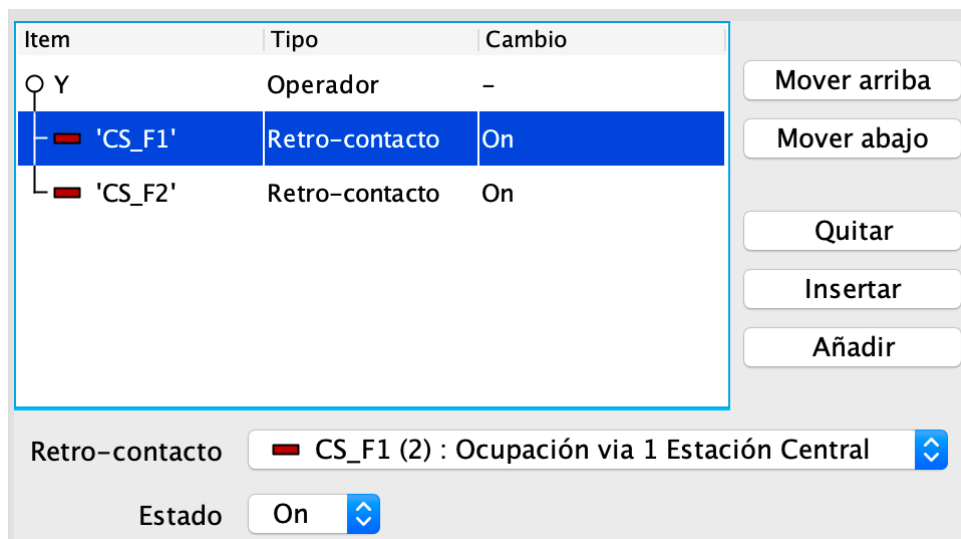 Item Tipo Cambio
Y Operador –
'CS_F1' Retro-contacto On
'CS_F2' Retro-contacto On
Mover arriba
Mover abajo
Quitar
Insertar
Añadir
Retro-contacto CS_F1 (2) : Ocupación via 1 Estación Central
Estado On